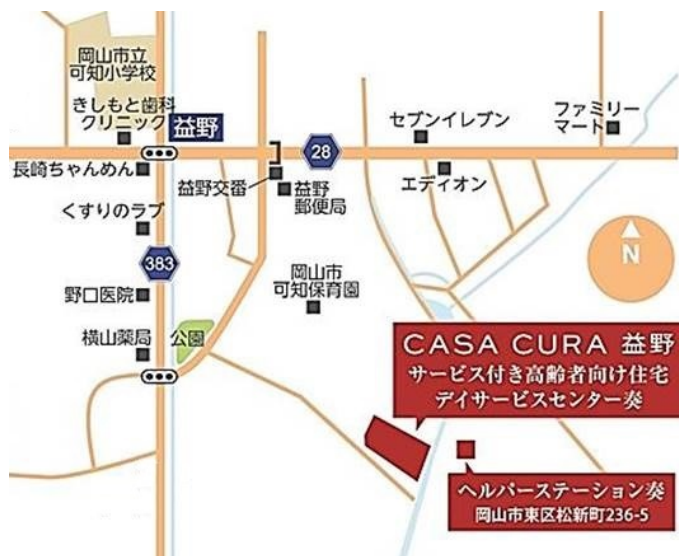 岡山市立
可知小学校
きしもと歯科
クリニック
益野
セブンイレブン
ファミリー
マート
28
長崎ちゃんめん
益野交番
益野
郵便局
エディオン
くすりのラブ
383
岡山市
可知保育園
N
野口医院
横山薬局
公園
CASA CURA 益野
サービス付き高齢者向け住宅
デイサービスセンター奏
ヘルパーステーション奏
岡山市東区松新町236-5